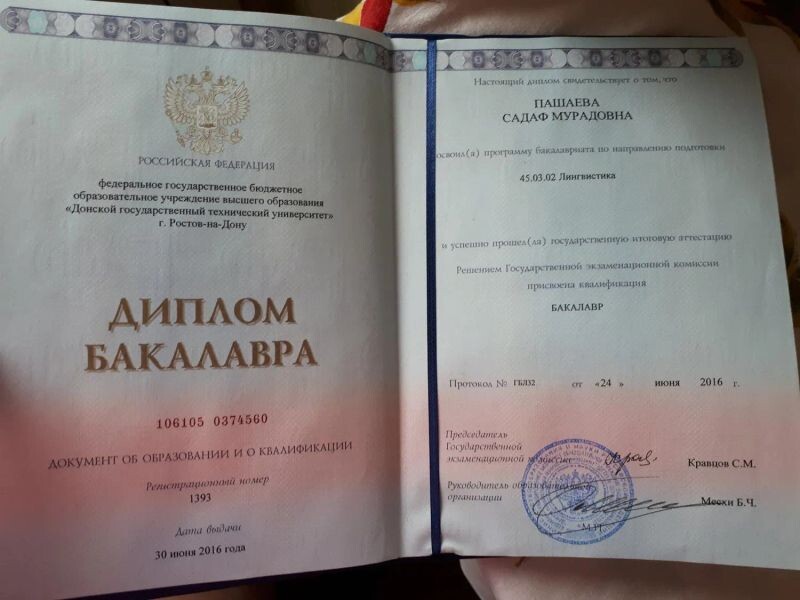 РОССИЙСКАЯ ФЕДЕРАЦИЯ
федеральное государственное бюджетное
образовательное учреждение высшего образования
«Донской государственный технический университет»
г. Ростов-на-Дону
ДИПЛОМ
БАКАЛАВРА
106105 0374560
ДОКУМЕНТ ОБ ОБРАЗОВАНИИ И О КВАЛИФИКАЦИИ
Регистрационный номер
1393
Дата выдачи
30 июня 2016 года
Настоящий диплом свидетельствует о том, что
ПАШАЕВА
САДАФ МУРАДОВНА
освоил(а) программу бакалавриата по направлению подготовки
45.03.02 Лингвистика
и успешно прошел(ла) государственную итоговую аттестацию
Решением Государственной экзаменационной комиссии
присвоена квалификация
БАКАЛАВР
Протокол № ГБЛ32 от «24 » июня 2016 г.
Председатель
Государственной
экзаменационной комиссии
Кравцов С.М.
Руководитель образовательной
организации
Месхи Б.Ч.
М.П.